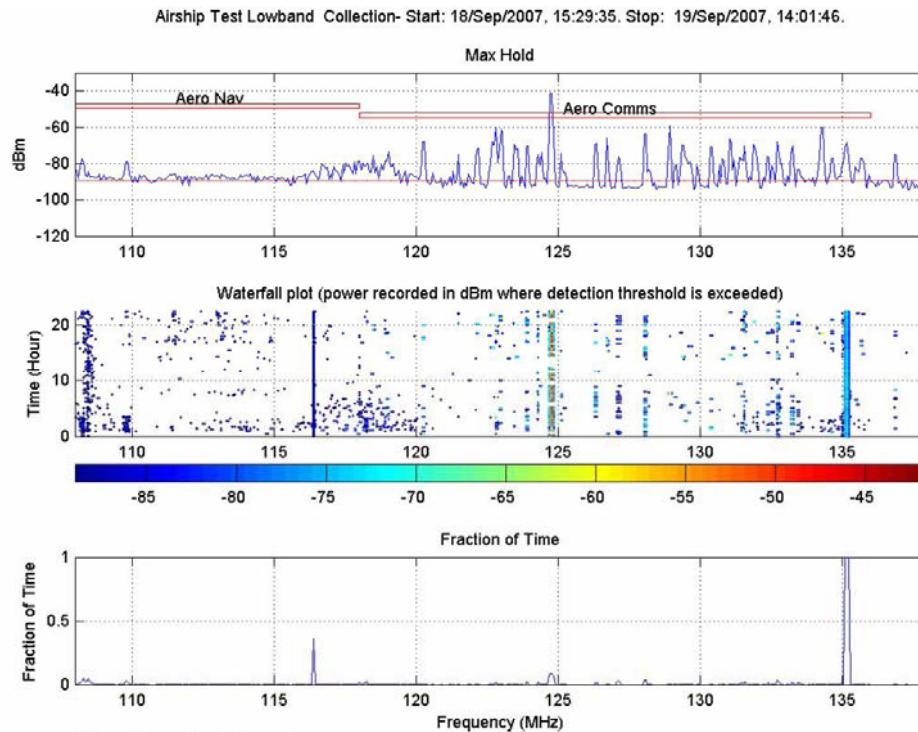 Airship Test Lowband Collection- Start: 18/Sep/2007, 15:29:35. Stop: 19/Sep/2007, 14:01:46.
Max Hold
-40
-60
-80
-100
-120
dBm
Aero Nav
Aero Comms
110 115 120 125 130 135
Waterfall plot (power recorded in dBm where detection threshold is exceeded)
20
10
0
Time (Hour)
110 115 120 125 130 135
-85 -80 -75 -70 -65 -60 -55 -50 -45
Fraction of Time
1
0.5
0
Fraction of Time
110 115 120 125 130 135
Frequency (MHz)